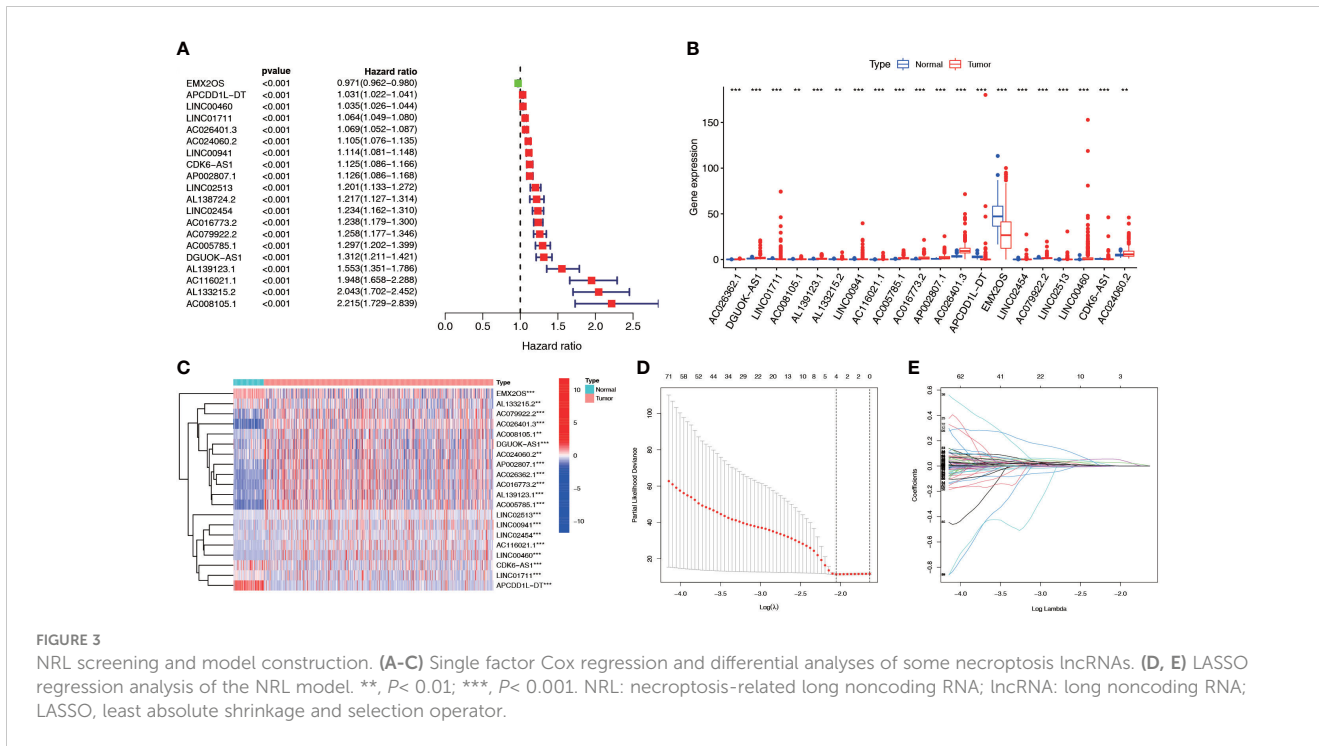 A
pvalue Hazard ratio
EMX2OS <0.001 0.971(0.962−0.980)
APCDD1L−DT <0.001 1.031(1.022−1.041)
LINC00460 <0.001 1.035(1.026−1.044)
LINC01711 <0.001 1.064(1.049−1.080)
AC026401.3 <0.001 1.069(1.052−1.087)
AC024060.2 <0.001 1.105(1.076−1.135)
LINC00941 <0.001 1.114(1.081−1.148)
CDK6−AS1 <0.001 1.125(1.086−1.166)
AP002807.1 <0.001 1.126(1.086−1.168)
LINC02513 <0.001 1.201(1.133−1.272)
AL138724.2 <0.001 1.217(1.127−1.314)
LINC02454 <0.001 1.234(1.162−1.310)
AC016773.2 <0.001 1.238(1.179−1.300)
AC079922.2 <0.001 1.258(1.177−1.346)
AC005785.1 <0.001 1.297(1.202−1.399)
DGUOK−AS1 <0.001 1.312(1.211−1.421)
AL139123.1 <0.001 1.553(1.351−1.786)
AC116021.1 <0.001 1.948(1.658−2.288)
AL133215.2 <0.001 2.043(1.702−2.452)
AC008105.1 <0.001 2.215(1.729−2.839)
0.0 0.5 1.0 1.5 2.0 2.5
Hazard ratio
B
Type Normal Tumor
*** *** *** ** *** ** *** *** *** *** *** *** *** *** *** *** *** *** *** **
150
100
50
0
Gene expression
AC026362.1
DGUOK−AS1
LINC01711
AC008105.1
AL139123.1
AL133215.2
LINC00941
AC116021.1
AC005785.1
AC016773.2
AP002807.1
AC026401.3
APCDD1L−DT
EMX2OS
LINC02454
AC079922.2
LINC02513
LINC00460
CDK6−AS1
AC024060.2
C
Type
EMX2OS***
AL133215.2**
AC079922.2***
AC026401.3***
AC008105.1**
DGUOK−AS1***
AC024060.2**
AP002807.1***
AC026362.1***
AC016773.2***
AL139123.1***
AC005785.1***
LINC02513***
LINC00941***
LINC02454***
AC116021.1***
LINC00460***
CDK6−AS1***
LINC01711***
APCDD1L−DT***
10
5
0
−5
−10
Type
Normal
Tumor
D
71 58 52 44 34 29 22 20 13 10 8 5 4 2 2 0
100
80
60
40
20
Partial Likelihood Deviance
−4.0 −3.5 −3.0 −2.5 −2.0
Log(λ)
E
62 41 22 10 3
0.6
0.4
0.2
0.0
−0.2
−0.4
−0.6
−0.8
Coefficients
−4.0 −3.5 −3.0 −2.5 −2.0
Log Lambda
FIGURE 3
NRL screening and model construction. (A-C) Single factor Cox regression and differential analyses of some necroptosis lncRNAs. (D, E) LASSO
regression analysis of the NRL model. **, P< 0.01; ***, P< 0.001. NRL: necroptosis-related long noncoding RNA; lncRNA: long noncoding RNA;
LASSO, least absolute shrinkage and selection operator.